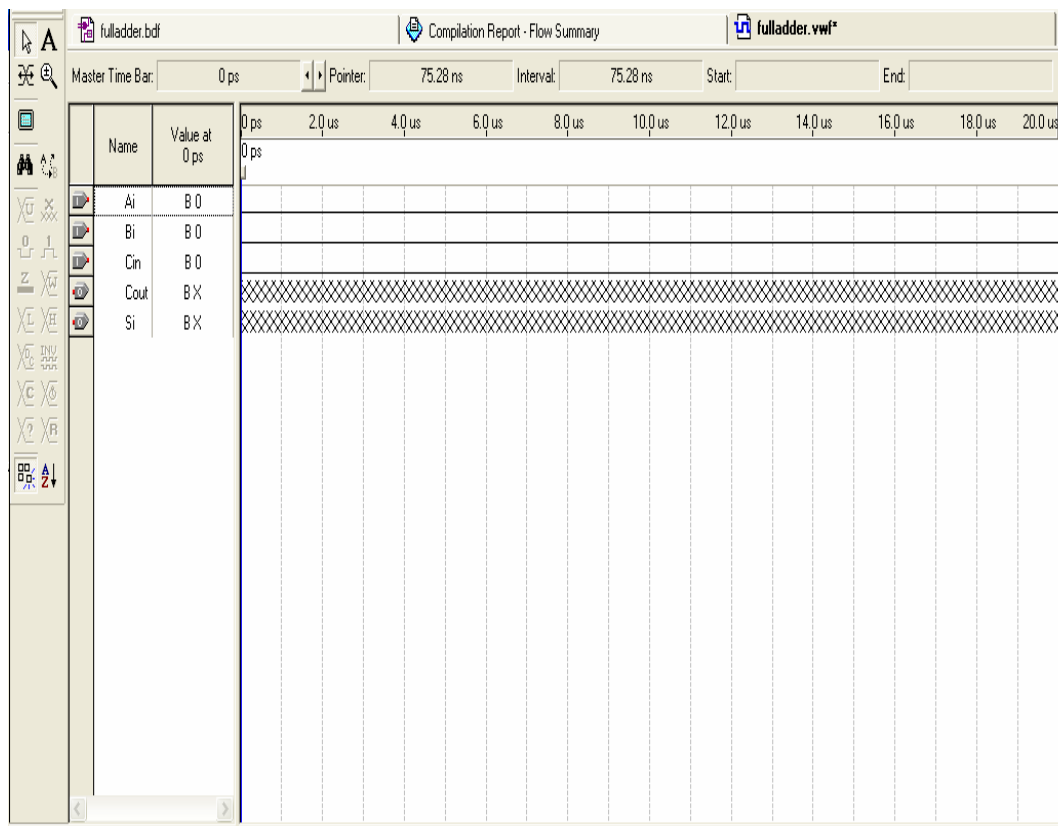 fulladder.bdf
Compilation Report - Flow Summary
fulladder.vwf*
A
Master Time Bar: 0 ps Pointer: 75.28 ns Interval: 75.28 ns Start: End:
Name Value at 0 ps
0 ps 2.0 us 4.0 us 6.0 us 8.0 us 10.0 us 12.0 us 14.0 us 16.0 us 18.0 us 20.0 us
0 ps
Ai B 0
Bi B 0
Cin B 0
Cout B X
Si B X